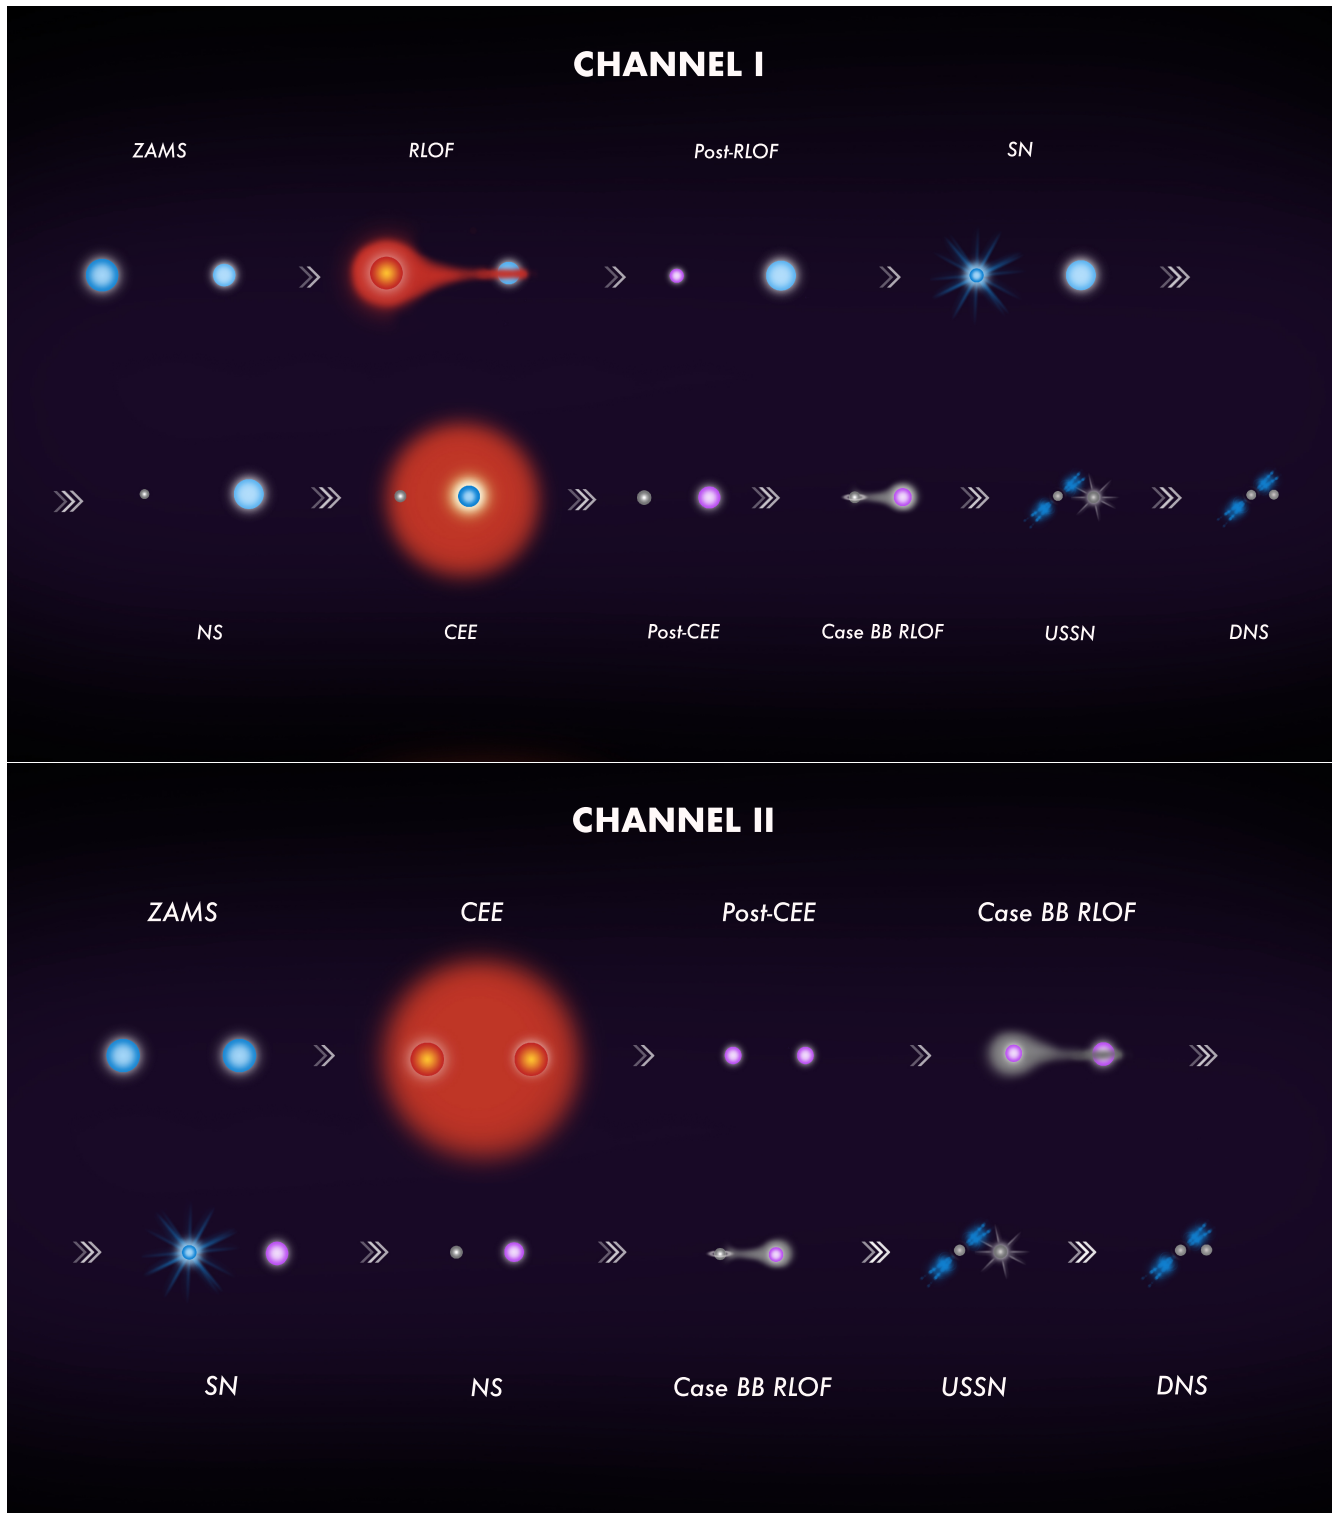 CHANNEL I
ZAMS RLOF Post-RLOF SN
NS CEE Post-CEE Case BB RLOF USSN DNS
CHANNEL II
ZAMS CEE Post-CEE Case BB RLOF
SN NS Case BB RLOF USSN DNS